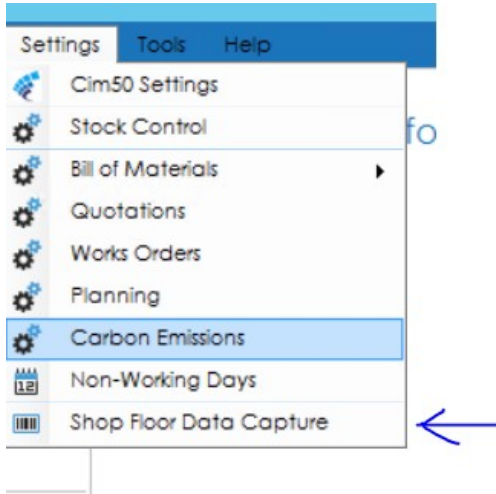 Settings Tools Help
Cim50 Settings
Stock Control
fo
Bill of Materials
Quotations
Works Orders
Planning
Carbon Emissions
12
Non-Working Days
Shop Floor Data Capture